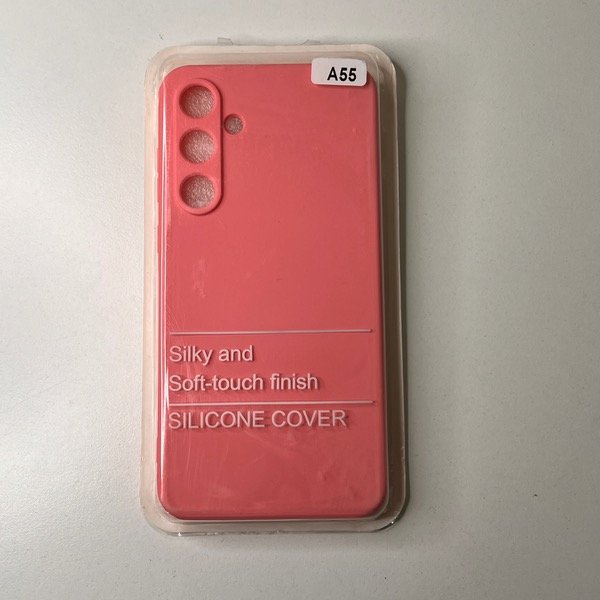 A55
Silky and
Soft-touch finish
SILICONE COVER